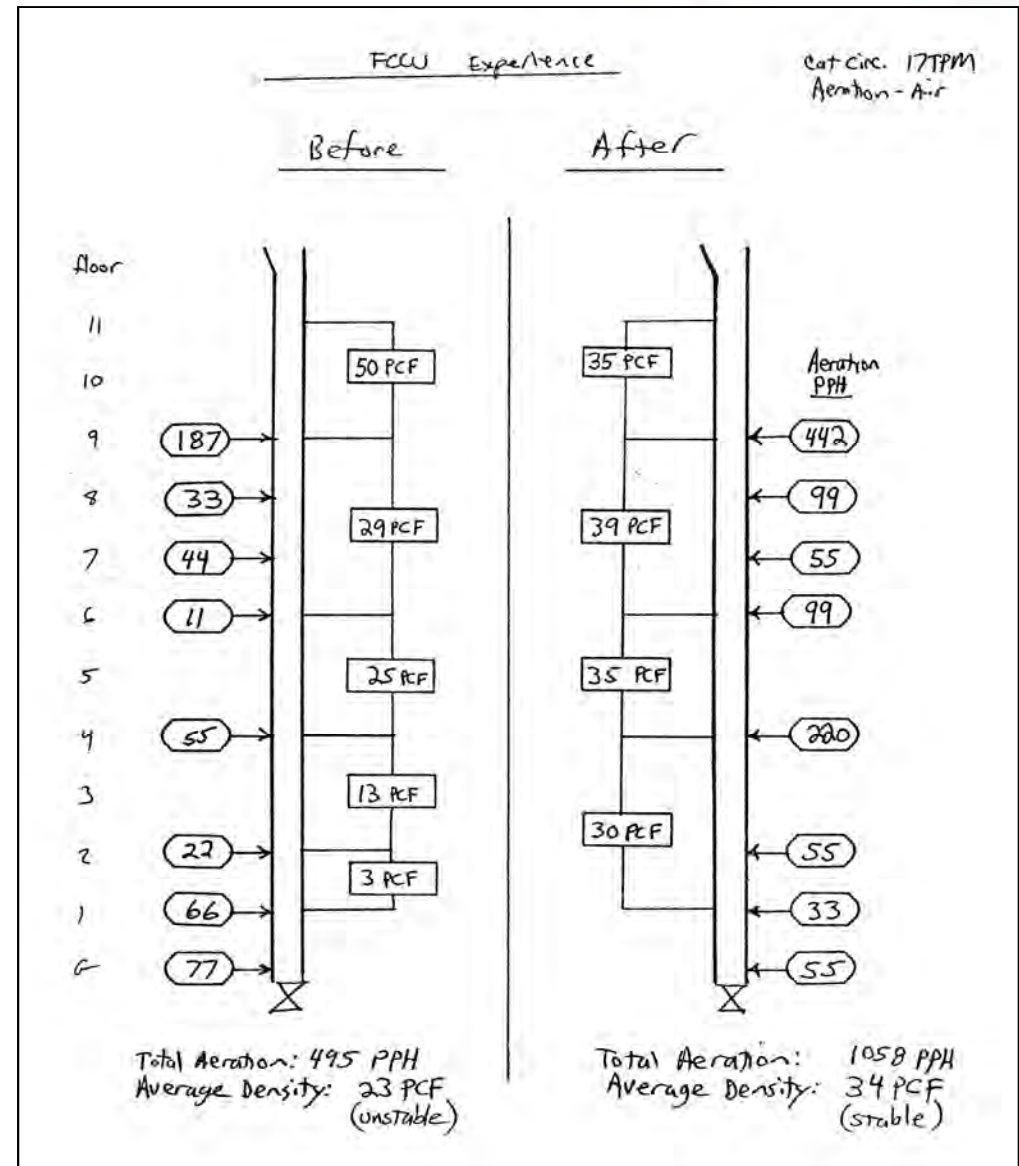 FCCU Experience
Cat Circ. 17TPM
Aeration - Air
Before
After
floor
11
10
9
8
7
6
5
4
3
2
1
G
187
33
44
11
55
22
66
77
50 PCF
29 PCF
25 PCF
13 PCF
3 PCF
35 PCF
39 PCF
35 PCF
30 PCF
Aeration
PPH
442
99
55
99
220
55
33
55
Total Aeration: 495 PPH
Average Density: 23 PCF
(unstable)
Total Aeration: 1058 PPH
Average Density: 34 PCF
(stable)